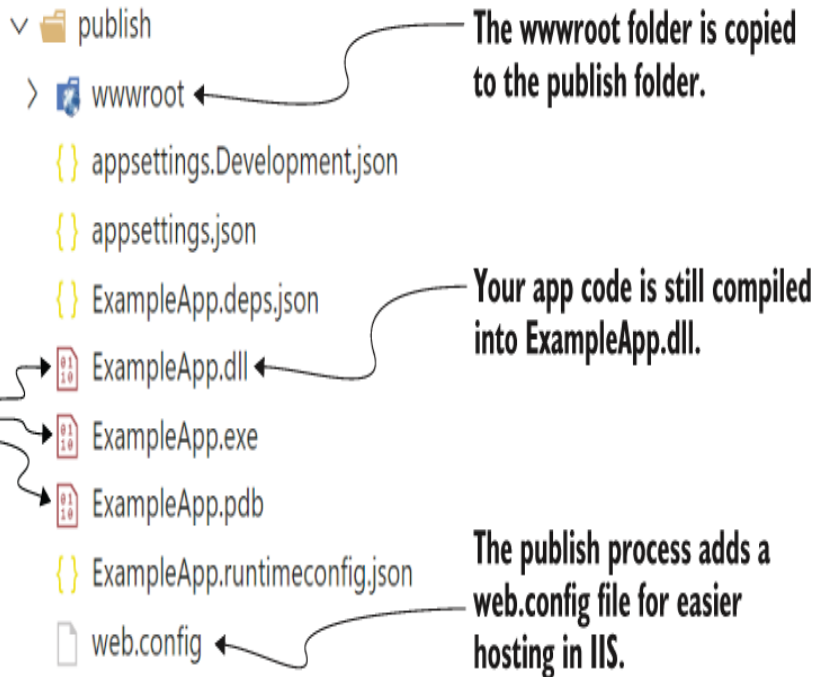 publish
The wwwroot folder is copied
to the publish folder.
wwwroot
appsettings.Development.json
appsettings.json
ExampleApp.deps.json
Your app code is still compiled
into ExampleApp.dll.
ExampleApp.dll
ExampleApp.exe
ExampleApp.pdb
ExampleApp.runtimeconfig.json
The publish process adds a
web.config file for easier
hosting in IIS.
web.config